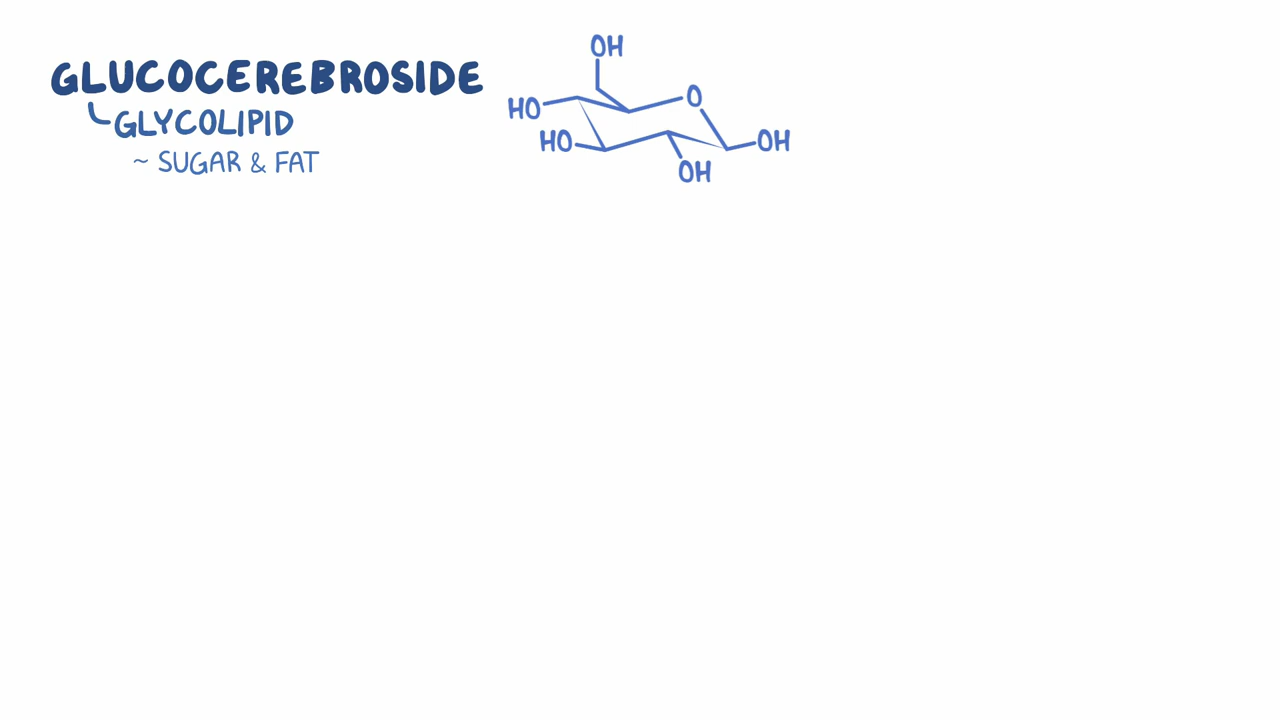 GLUCOCEREBROSIDE
GLYCOLIPID
~ SUGAR & FAT
OH
O
HO
HO
OH
OH